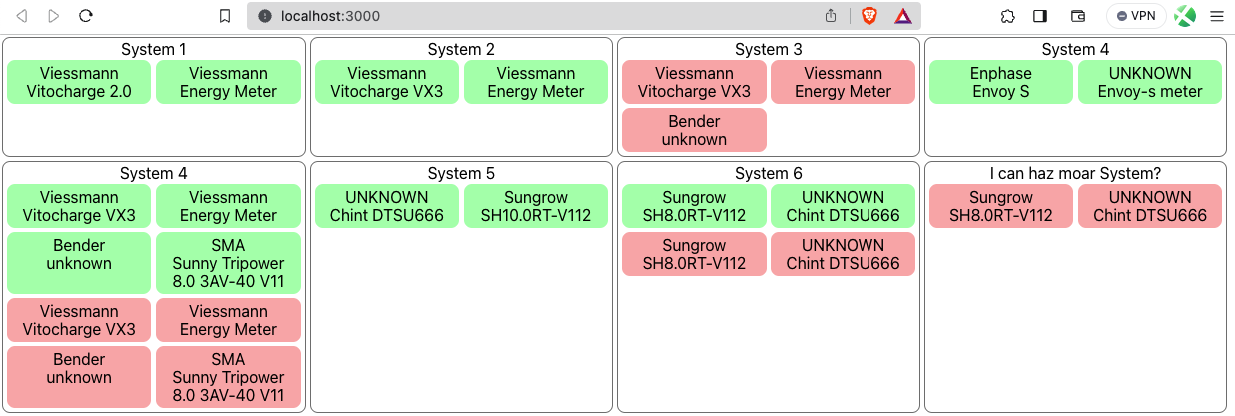 localhost:3000
VPN
System 1
Viessmann
Vitocharge 2.0
Viessmann
Energy Meter
System 2
Viessmann
Vitocharge VX3
Viessmann
Energy Meter
System 3
Viessmann
Vitocharge VX3
Viessmann
Energy Meter
Bender
unknown
System 4
Enphase
Envoy S
UNKNOWN
Envoy-s meter
System 4
Viessmann
Vitocharge VX3
Viessmann
Energy Meter
Bender
unknown
SMA
Sunny Tripower
8.0 3AV-40 V11
Viessmann
Vitocharge VX3
Viessmann
Energy Meter
Bender
unknown
SMA
Sunny Tripower
8.0 3AV-40 V11
System 5
UNKNOWN
Chint DTSU666
Sungrow
SH10.0RT-V112
System 6
Sungrow
SH8.0RT-V112
UNKNOWN
Chint DTSU666
Sungrow
SH8.0RT-V112
UNKNOWN
Chint DTSU666
I can haz moar System?
Sungrow
SH8.0RT-V112
UNKNOWN
Chint DTSU666